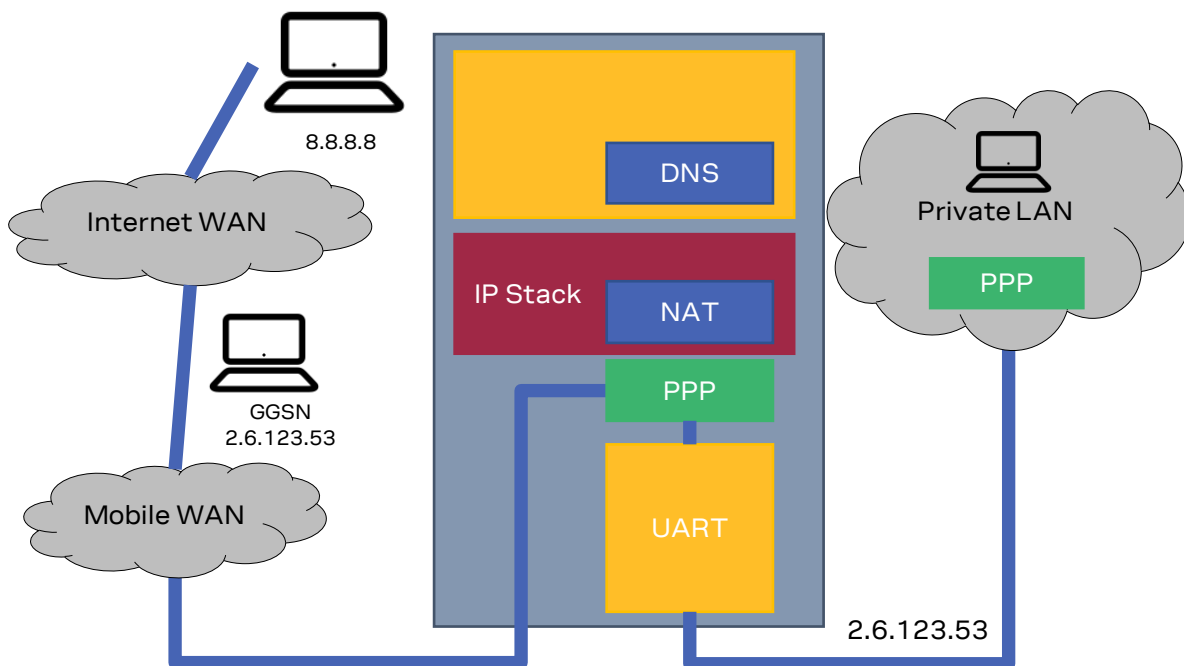 8.8.8.8
Internet WAN
GGSN
2.6.123.53
Mobile WAN
DNS
IP Stack
NAT
PPP
UART
Private LAN
PPP
2.6.123.53